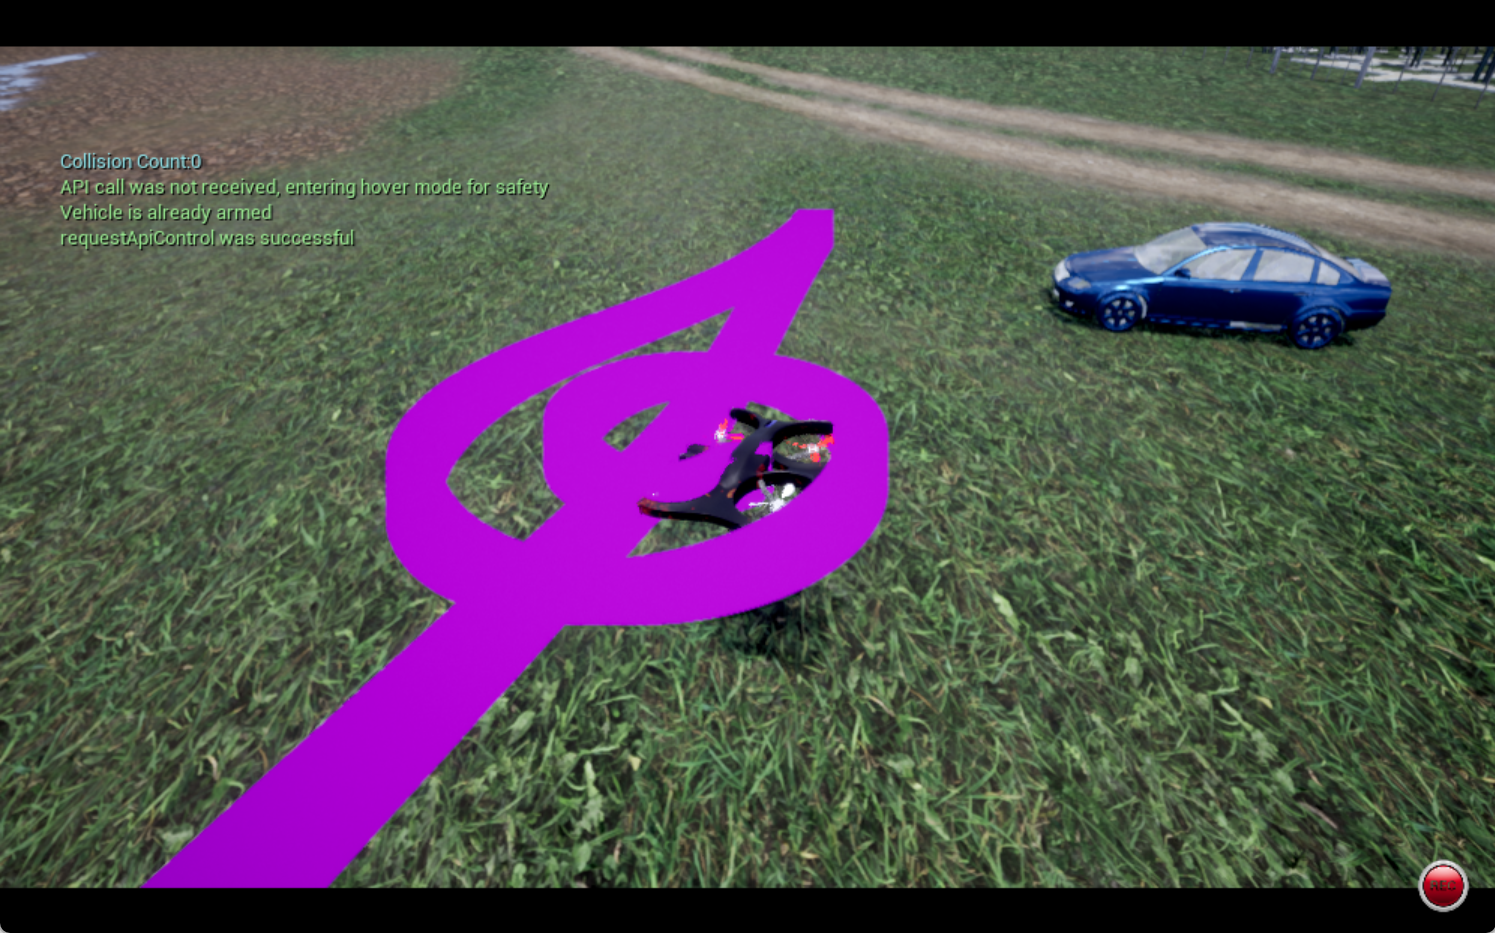 Collision Count:0
API call was not received, entering hover mode for safety
Vehicle is already armed
requestApiControl was successful
REC